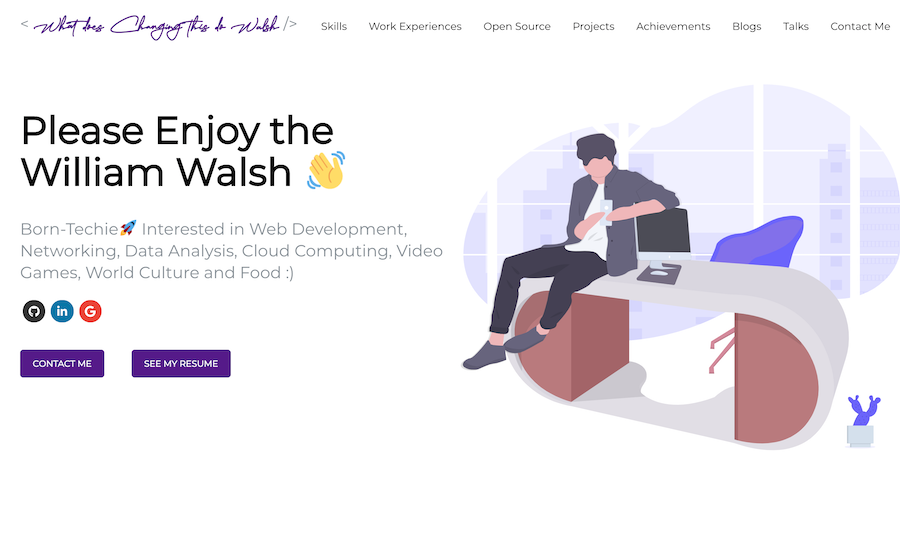 < What does Changing this do Walsh />
Skills
Work Experiences
Open Source
Projects
Achievements
Blogs
Talks
Contact Me
Please Enjoy the
William Walsh 👋
Born-Techie🚀 Interested in Web Development,
Networking, Data Analysis, Cloud Computing, Video
Games, World Culture and Food :)
in
G
CONTACT ME
SEE MY RESUME